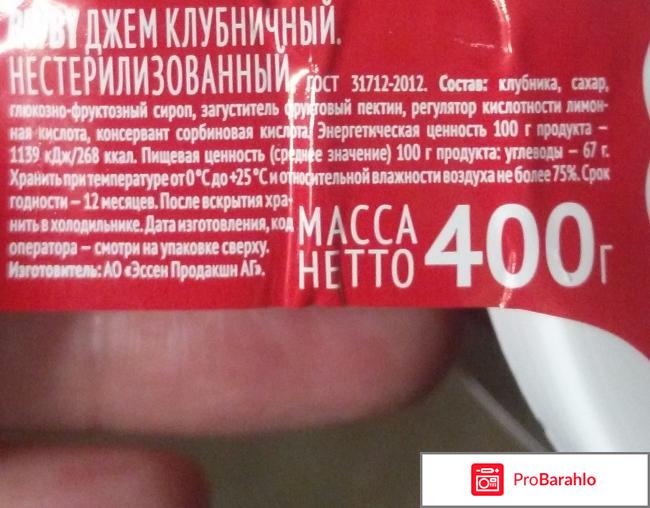 ДЖЕМ КЛУБНИЧНЫЙ.
НЕСТЕРИЛИЗОВАННЫЙ. ГОСТ 31712-2012. Состав: клубника, сахар,
глюкозно-фруктозный сироп, загуститель фруктовый пектин, регулятор кислотности лимон-
ная кислота, консервант сорбиновая кислота. Энергетическая ценность 100 г продукта –
1139 кДж/268 ккал. Пищевая ценность (среднее значение) 100 г продукта: углеводы – 67 г.
Хранить при температуре от 0°С до +25°С и относительной влажности воздуха не более 75%. Срок
годности – 12 месяцев. После вскрытия хра-
нить в холодильнике. Дата изготовления, код
оператора – смотри на упаковке сверху.
Изготовитель: АО «Эссен Продакшн АГ».
МАССА
НЕТТО 400г
ProBarahlo